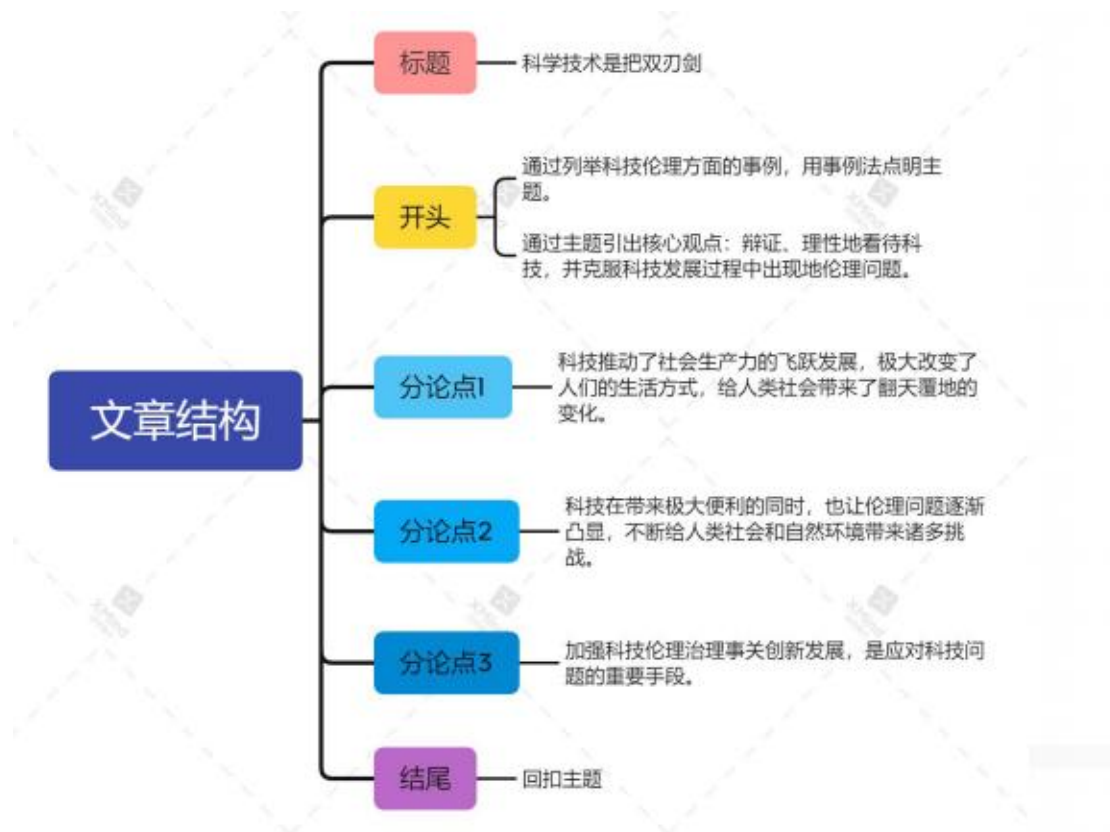 标题
科学技术是把双刃剑
开头
通过列举科技伦理方面的事例，用事例法点明主
题。
通过主题引出核心观点：辩证、理性地看待科
技，并克服科技发展过程中出现地伦理问题。
文章结构
分论点1
科技推动了社会生产力的飞跃发展，极大改变了
人们的生活方式，给人类社会带来了翻天覆地的
变化。
分论点2
科技在带来极大便利的同时，也让伦理问题逐渐
凸显，不断给人类社会和自然环境带来诸多挑
战。
分论点3
加强科技伦理治理事关创新发展，是应对科技问
题的重要手段。
结尾
回扣主题